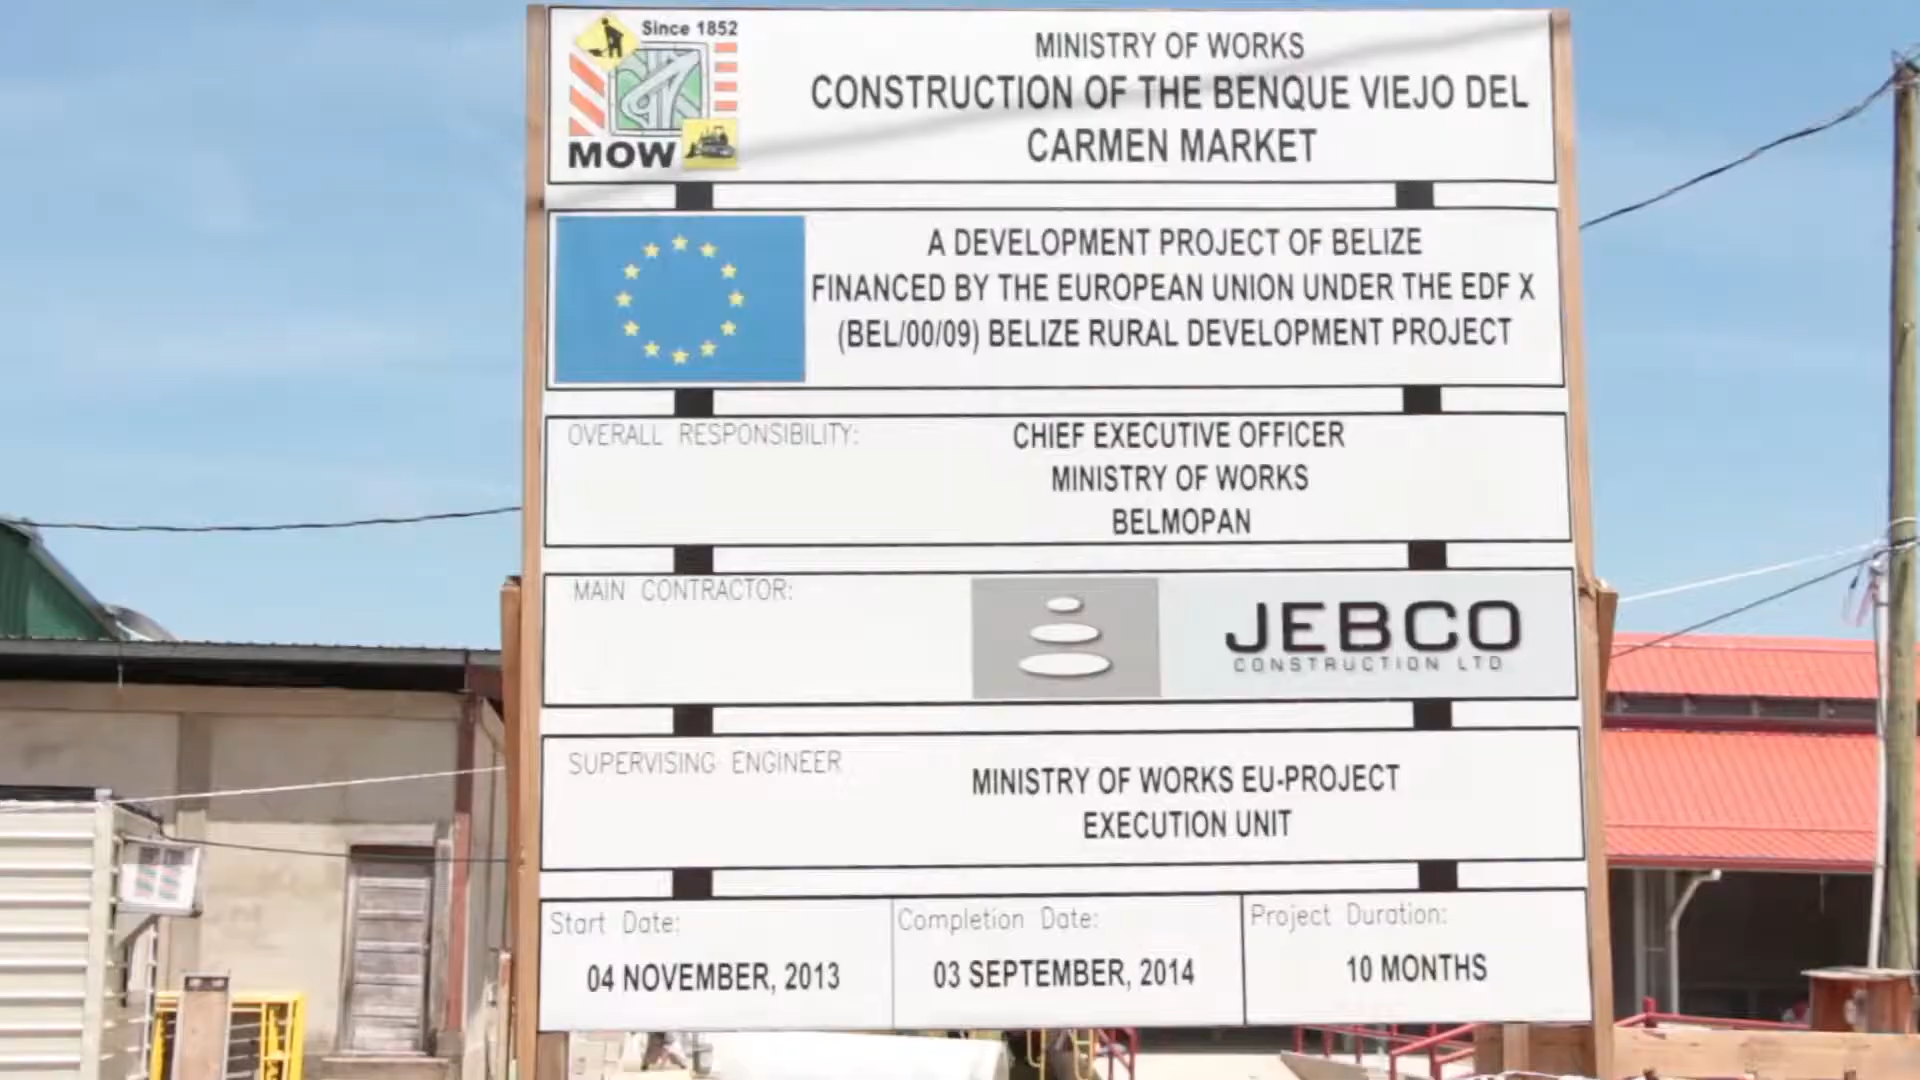 Since 1852
MOW
MINISTRY OF WORKS
CONSTRUCTION OF THE BENQUE VIEJO DEL
CARMEN MARKET
A DEVELOPMENT PROJECT OF BELIZE
FINANCED BY THE EUROPEAN UNION UNDER THE EDF X
(BEL/00/09) BELIZE RURAL DEVELOPMENT PROJECT
OVERALL RESPONSIBILITY:
CHIEF EXECUTIVE OFFICER
MINISTRY OF WORKS
BELMOPAN
MAIN CONTRACTOR:
JEBCO
CONSTRUCTION LTD
SUPERVISING ENGINEER
MINISTRY OF WORKS EU-PROJECT
EXECUTION UNIT
Start Date:
04 NOVEMBER, 2013
Completion Date:
03 SEPTEMBER, 2014
Project Duration:
10 MONTHS